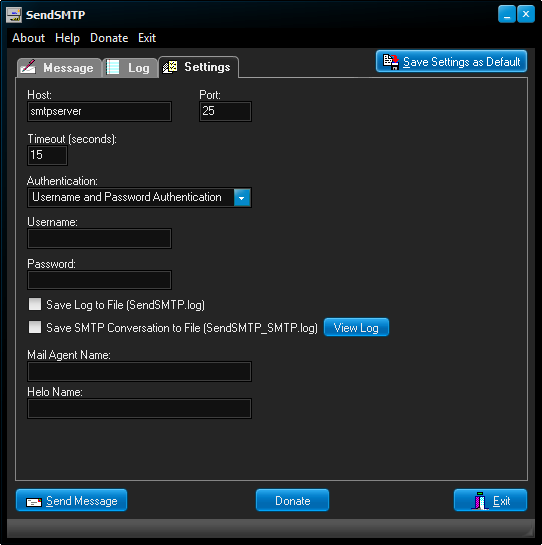 SendSMTP
About Help Donate Exit
Message Log Settings Save Settings as Default
Host: Port:
smtpserver 25
Timeout (seconds):
15
Authentication:
Username and Password Authentication
Username:
Password:
Save Log to File (SendSMTP.log)
Save SMTP Conversation to File (SendSMTP_SMTP.log) View Log
Mail Agent Name:
Helo Name:
Send Message Donate Exit